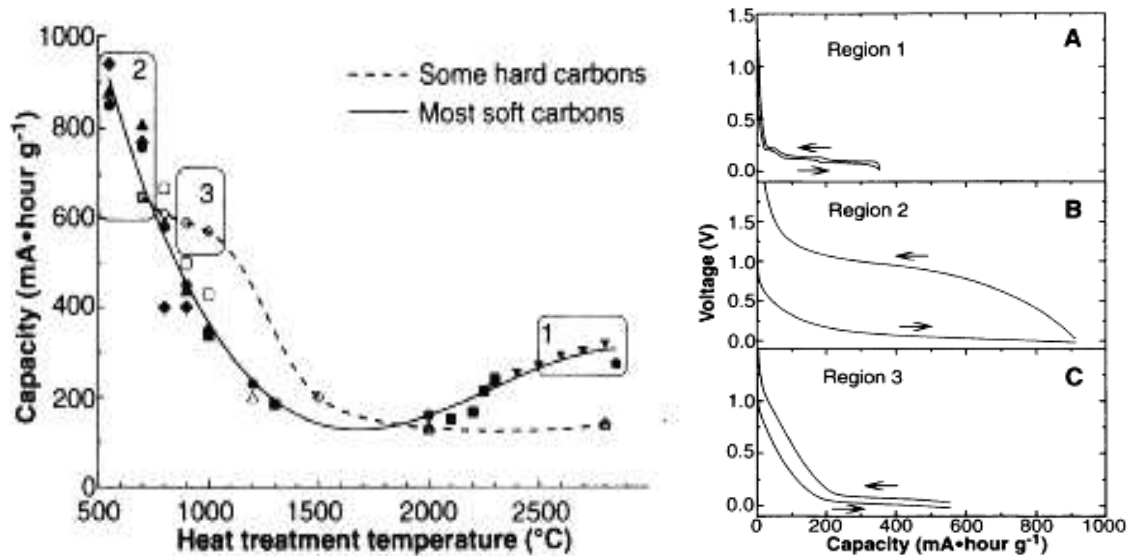 Capacity (mA•hour g⁻¹)
1000
800
600
400
200
0
2
3
1
Some hard carbons
Most soft carbons
500
1000
1500
2000
2500
Heat treatment temperature (°C)
Voltage (V)
1.5
1.0
0.5
0.0
Region 1
A
1.0
0.5
0.0
Region 2
B
1.0
0.5
0.0
Region 3
C
0
200
400
600
800
1000
Capacity (mA•hour g⁻¹)